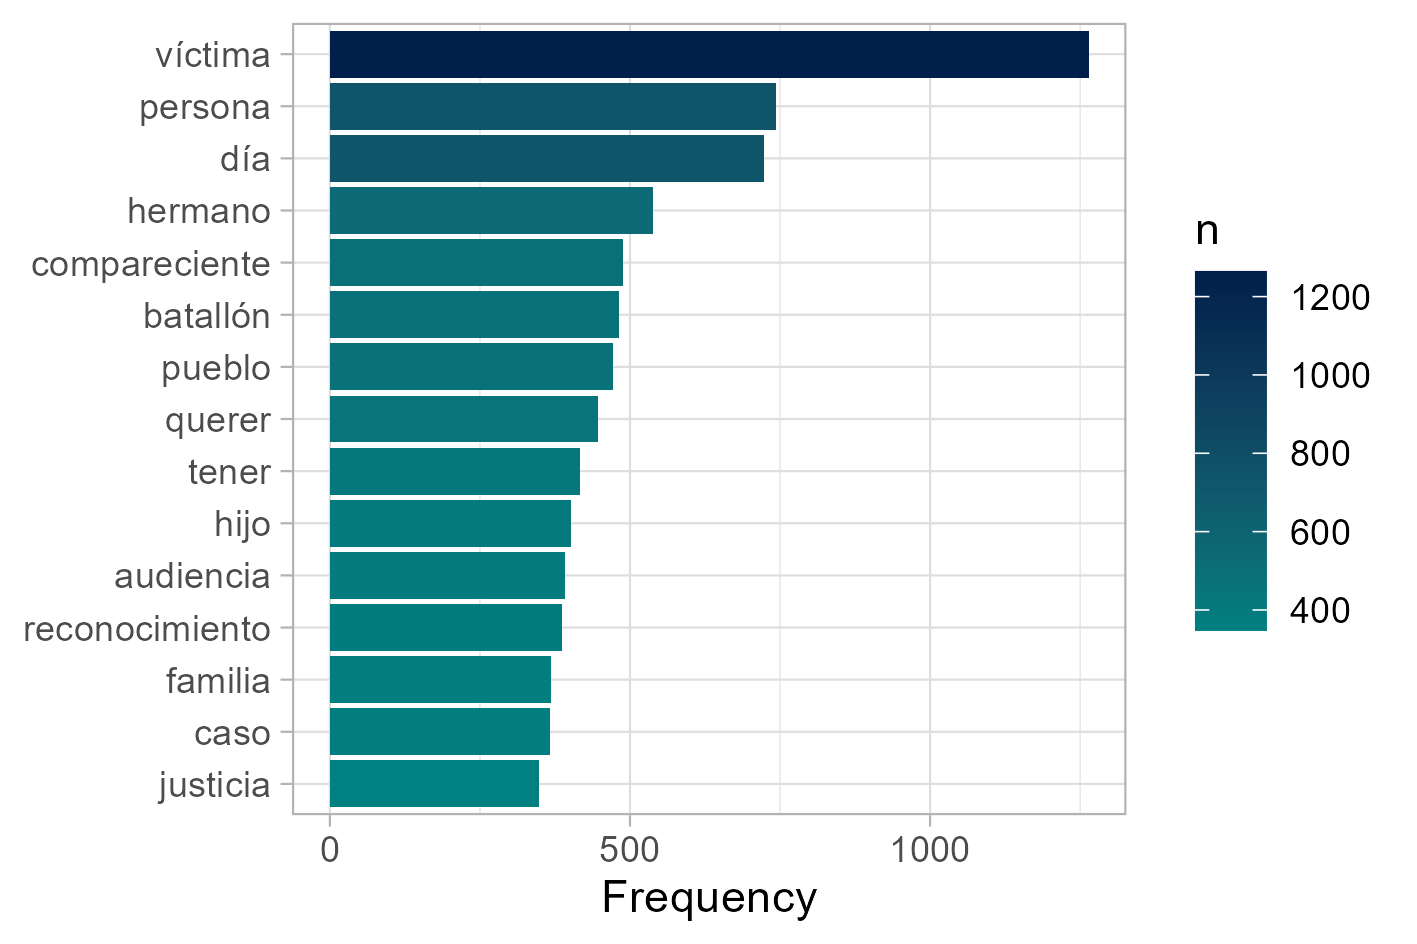 víctima
persona
día
hermano
compareciente
batallón
pueblo
querer
tener
hijo
audiencia
reconocimiento
familia
caso
justicia
0 500 1000
Frequency
n
1200
1000
800
600
400